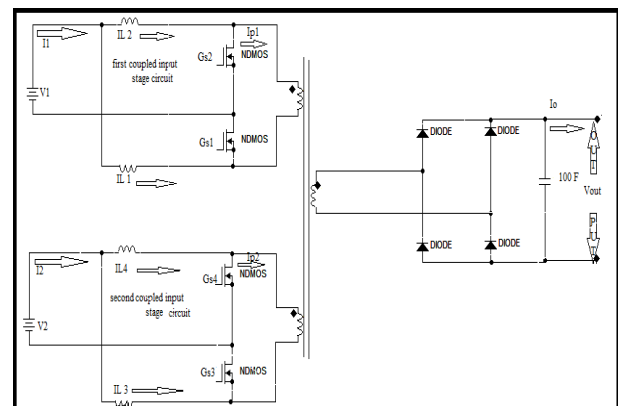 I1
IL 2
Ip1
Gs2
NDMOS
first coupled input
stage circuit
V1
Gs1
NDMOS
IL 1
DIODE
DIODE
Io
100 F
Vout
O
U
T
P
U
T
DIODE
DIODE
I2
IL4
Ip2
NDMOS
Gs4
second coupled input
stage circuit
V2
Gs3
NDMOS
IL 3